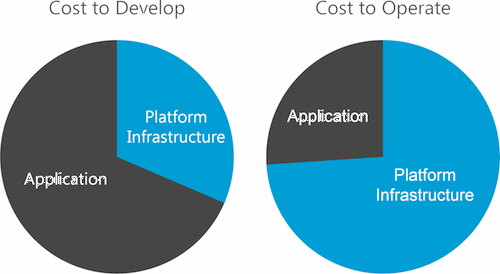 Cost to Develop
Cost to Operate
Platform
Infrastructure
Application
Application
Platform
Infrastructure